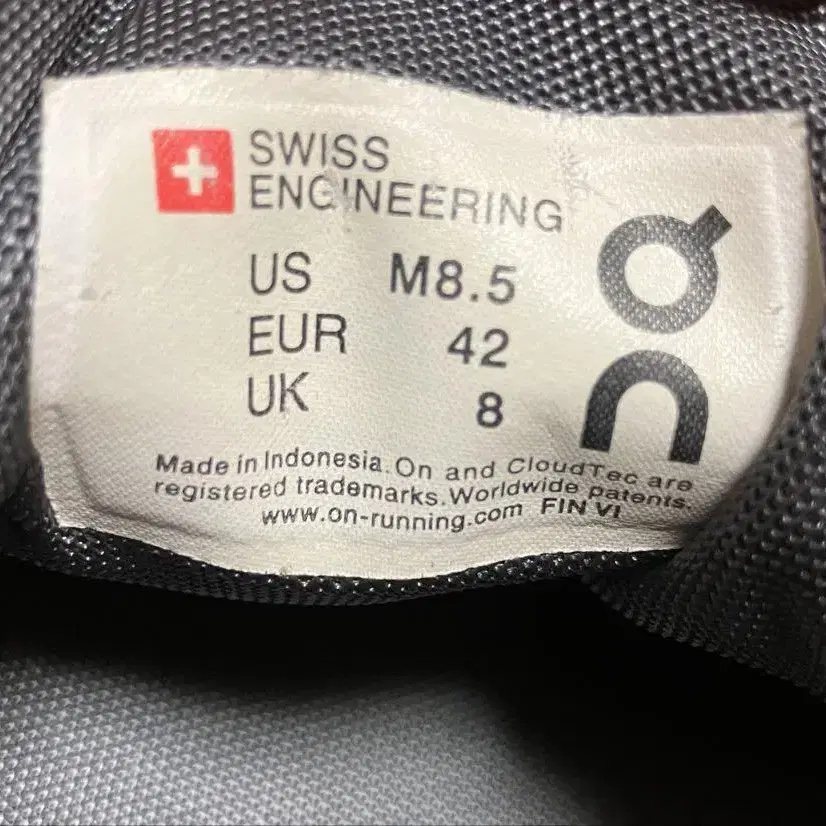 SWISS
ENGINEERING
US M8.5
EUR 42
UK 8
Made in Indonesia. On and CloudTec are
registered trademarks. Worldwide patents.
www.on-running.com FIN VI